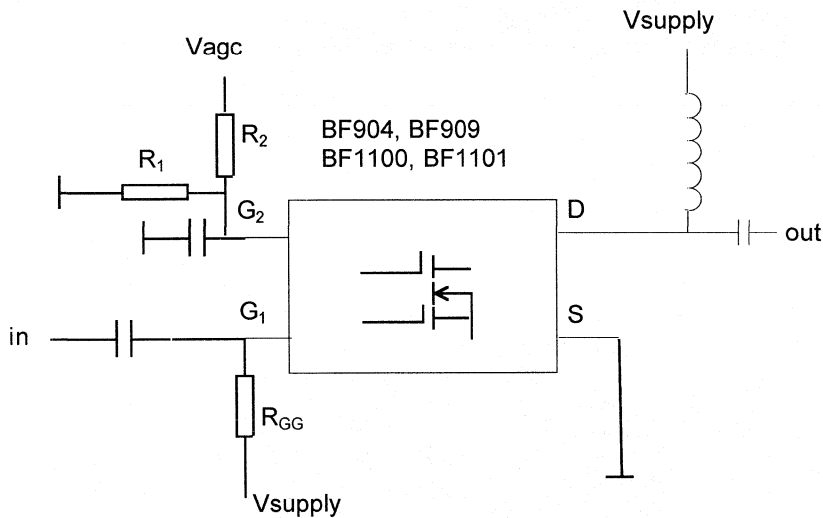 Vsupply
Vagc
BF904, BF909
BF1100, BF1101
R2
R1
G2
D
out
G1
S
in
RGG
Vsupply